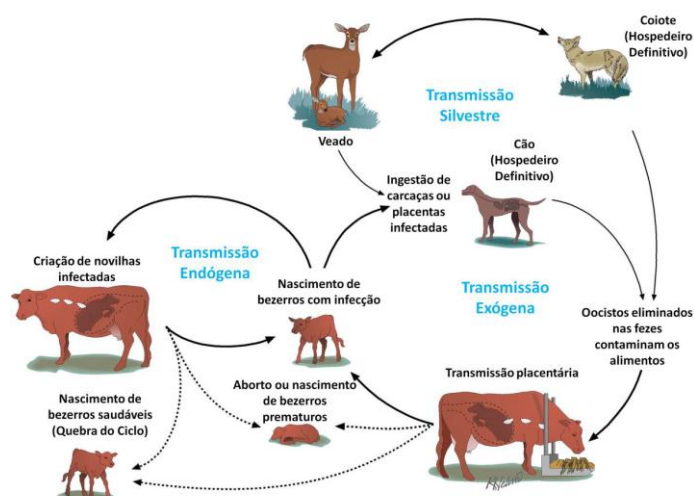 Coiote
(Hospedeiro
Definitivo)
Transmissão
Silvestre
Veado
Cão
(Hospedeiro
Definitivo)
Ingestão de
carcaças ou
placentas
infectadas
Transmissão
Endógena
Criação de novilhas
infectadas
Nascimento de
bezerros com infecção
Transmissão
Exógena
Oocistos eliminados
nas fezes
contaminam os
alimentos
Transmissão placentária
Aborto ou nascimento
de bezerros
prematuros
Nascimento de
bezerros saudáveis
(Quebra do Ciclo)